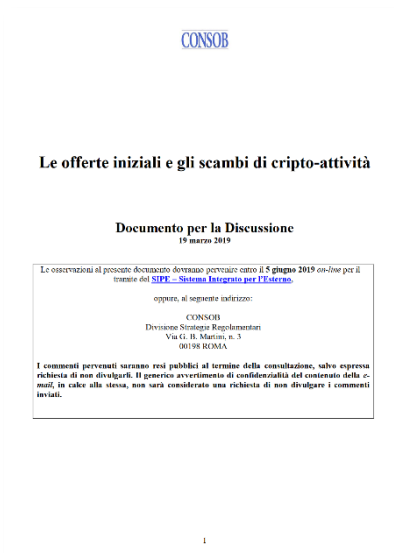 CONSOB
Le offerte iniziali e gli scambi di cripto-attività
Documento per la Discussione
19 marzo 2019
Le osservazioni al presente documento dovranno pervenire entro il 5 giugno 2019 on-line per il
tramite del SIPE – Sistema Integrato per l'Esterno,
oppure, al seguente indirizzo:
CONSOB
Divisione Strategie Regolamentari
Via G. B. Martini, n. 3
00198 ROMA
I commenti pervenuti saranno resi pubblici al termine della consultazione, salvo espressa
richiesta di non divulgarli. Il generico avvertimento di confidenzialità del contenuto della e-
mail, in calce alla stessa, non sarà considerato una richiesta di non divulgare i commenti
inviati.
1